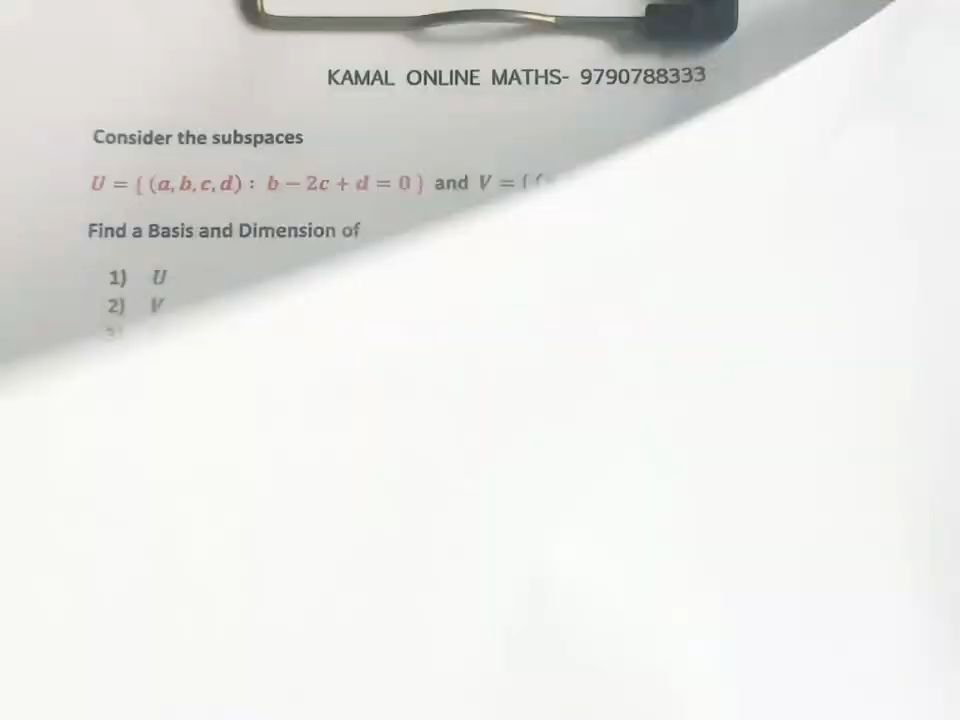 KAMAL ONLINE MATHS- 9790788333
Consider the subspaces
U = { (a, b, c, d) : b − 2c + d = 0 } and V = { (
Find a Basis and Dimension of
1) U
2) V